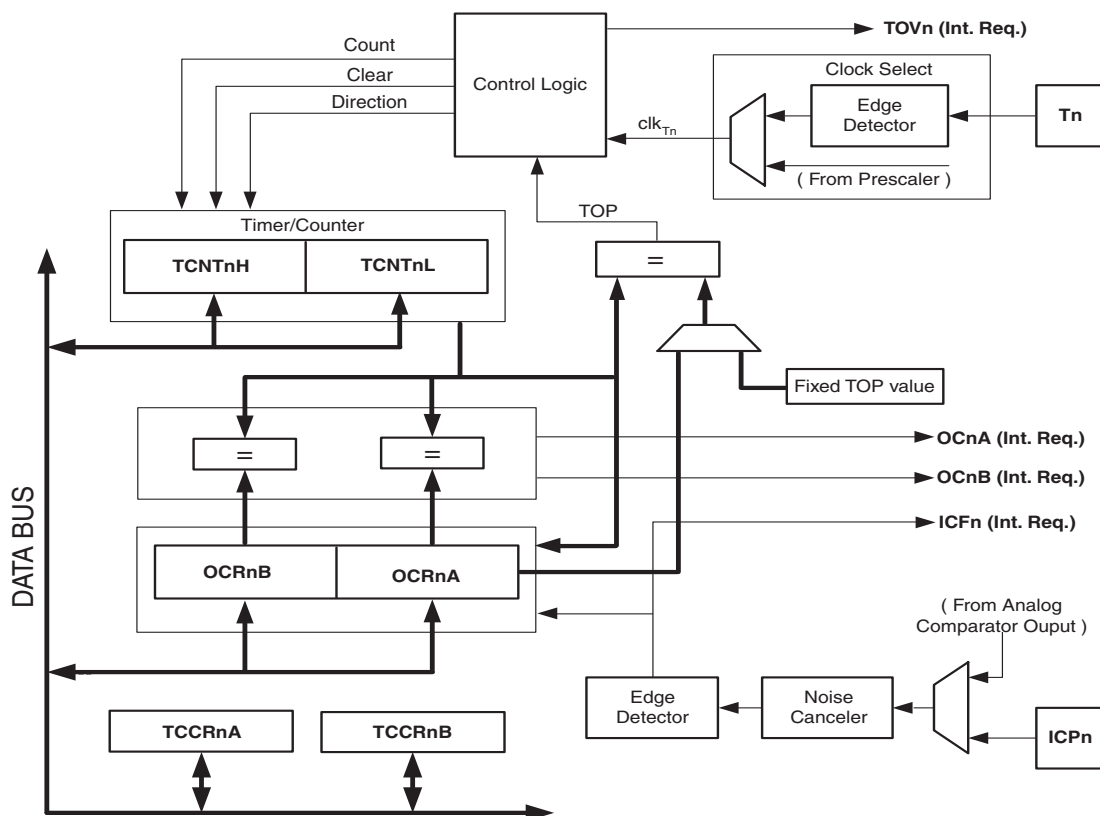 TOVn (Int. Req.)
Count
Clear
Direction
Control Logic
Clock Select
Edge
Detector
Tn
clkTn
( From Prescaler )
TOP
Timer/Counter
TCNTnH
TCNTnL
=
Fixed TOP value
=
=
OCnA (Int. Req.)
OCnB (Int. Req.)
ICFn (Int. Req.)
DATA BUS
OCRnB
OCRnA
( From Analog
Comparator Ouput )
Edge
Detector
Noise
Canceler
ICPn
TCCRnA
TCCRnB